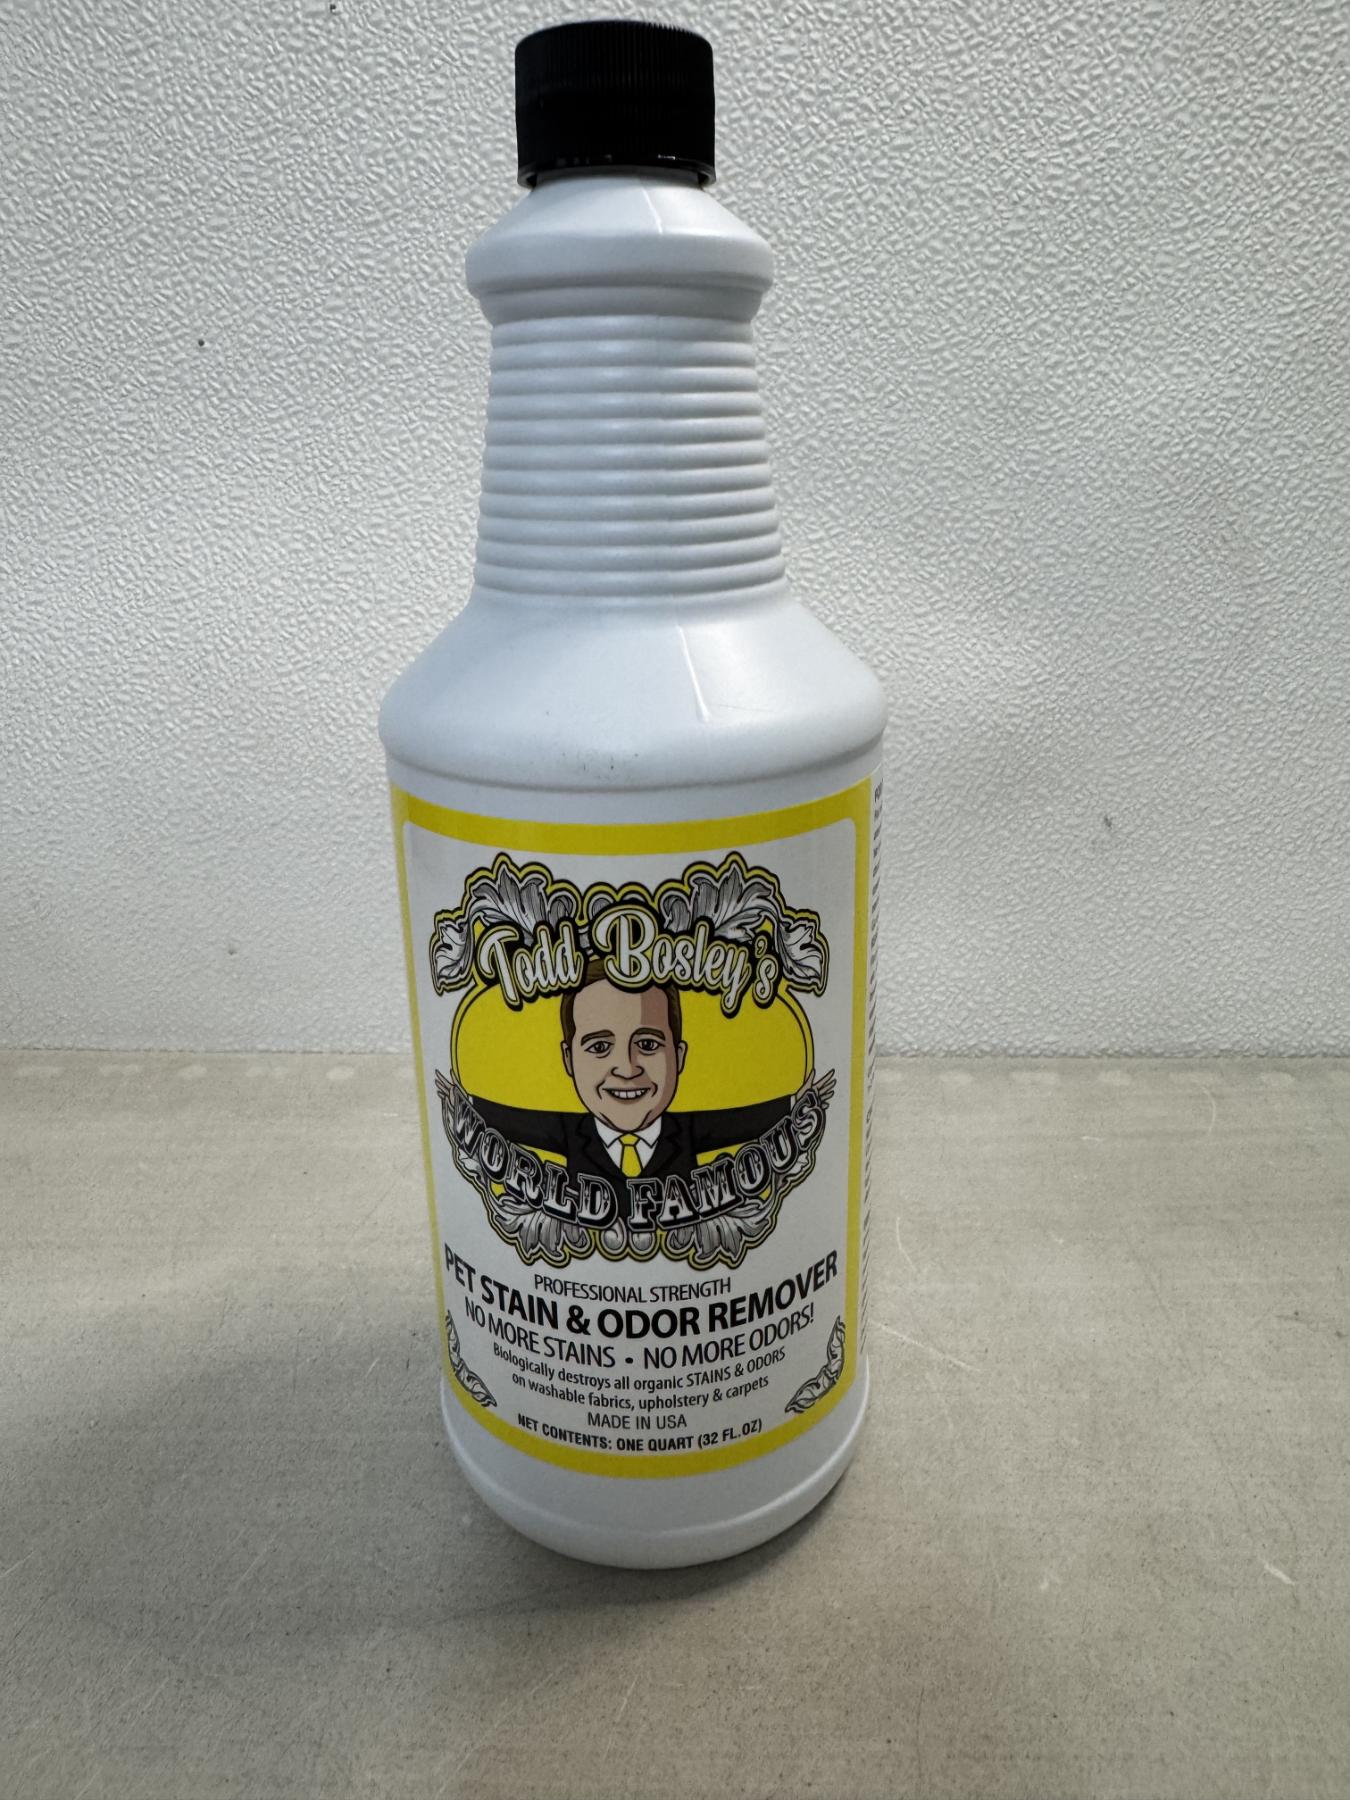 Todd Bosley's
WORLD FAMOUS
PROFESSIONAL STRENGTH
PET STAIN & ODOR REMOVER
NO MORE STAINS • NO MORE ODORS!
Biologically destroys all organic STAINS & ODORS
on washable fabrics, upholstery & carpets
MADE IN USA
NET CONTENTS: ONE QUART (32 FL.OZ)